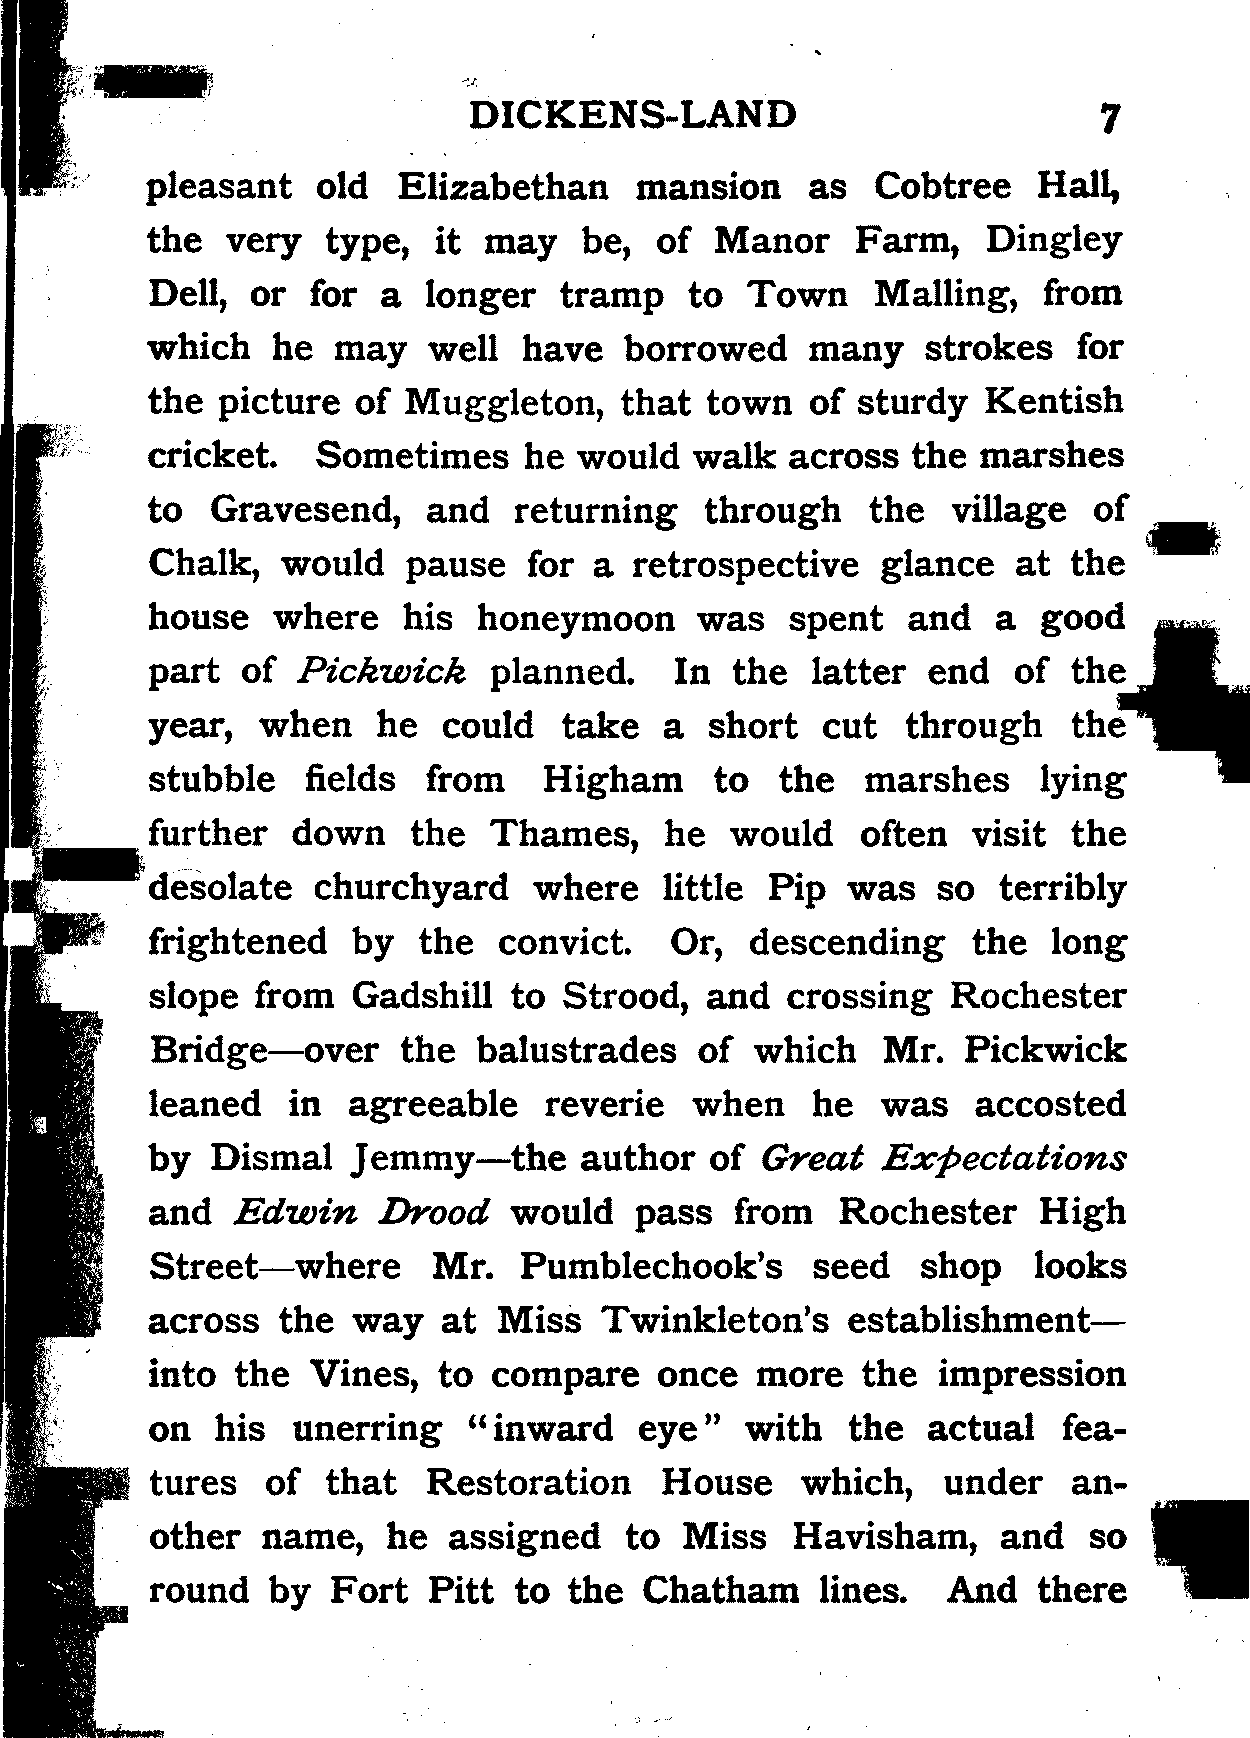 DICKENS-LAND 7
pleasant old Elizabethan mansion as Cobtree Hall,
the very type, it may be, of Manor Farm, Dingley
Dell, or for a longer tramp to Town Malling, from
which he may well have borrowed many strokes for
the picture of Muggleton, that town of sturdy Kentish
cricket. Sometimes he would walk across the marshes
to Gravesend, and returning through the village of
Chalk, would pause for a retrospective glance at the
house where his honeymoon was spent and a good
part of Pickwick planned. In the latter end of the
year, when he could take a short cut through the
stubble fields from Higham to the marshes lying
further down the Thames, he would often visit the
desolate churchyard where little Pip was so terribly
frightened by the convict. Or, descending the long
slope from Gadshill to Strood, and crossing Rochester
Bridge—over the balustrades of which Mr. Pickwick
leaned in agreeable reverie when he was accosted
by Dismal Jemmy—the author of Great Expectations
and Edwin Drood would pass from Rochester High
Street—where Mr. Pumblechook's seed shop looks
across the way at Miss Twinkleton's establishment—
into the Vines, to compare once more the impression
on his unerring "inward eye" with the actual fea-
tures of that Restoration House which, under an-
other name, he assigned to Miss Havisham, and so
round by Fort Pitt to the Chatham lines. And there